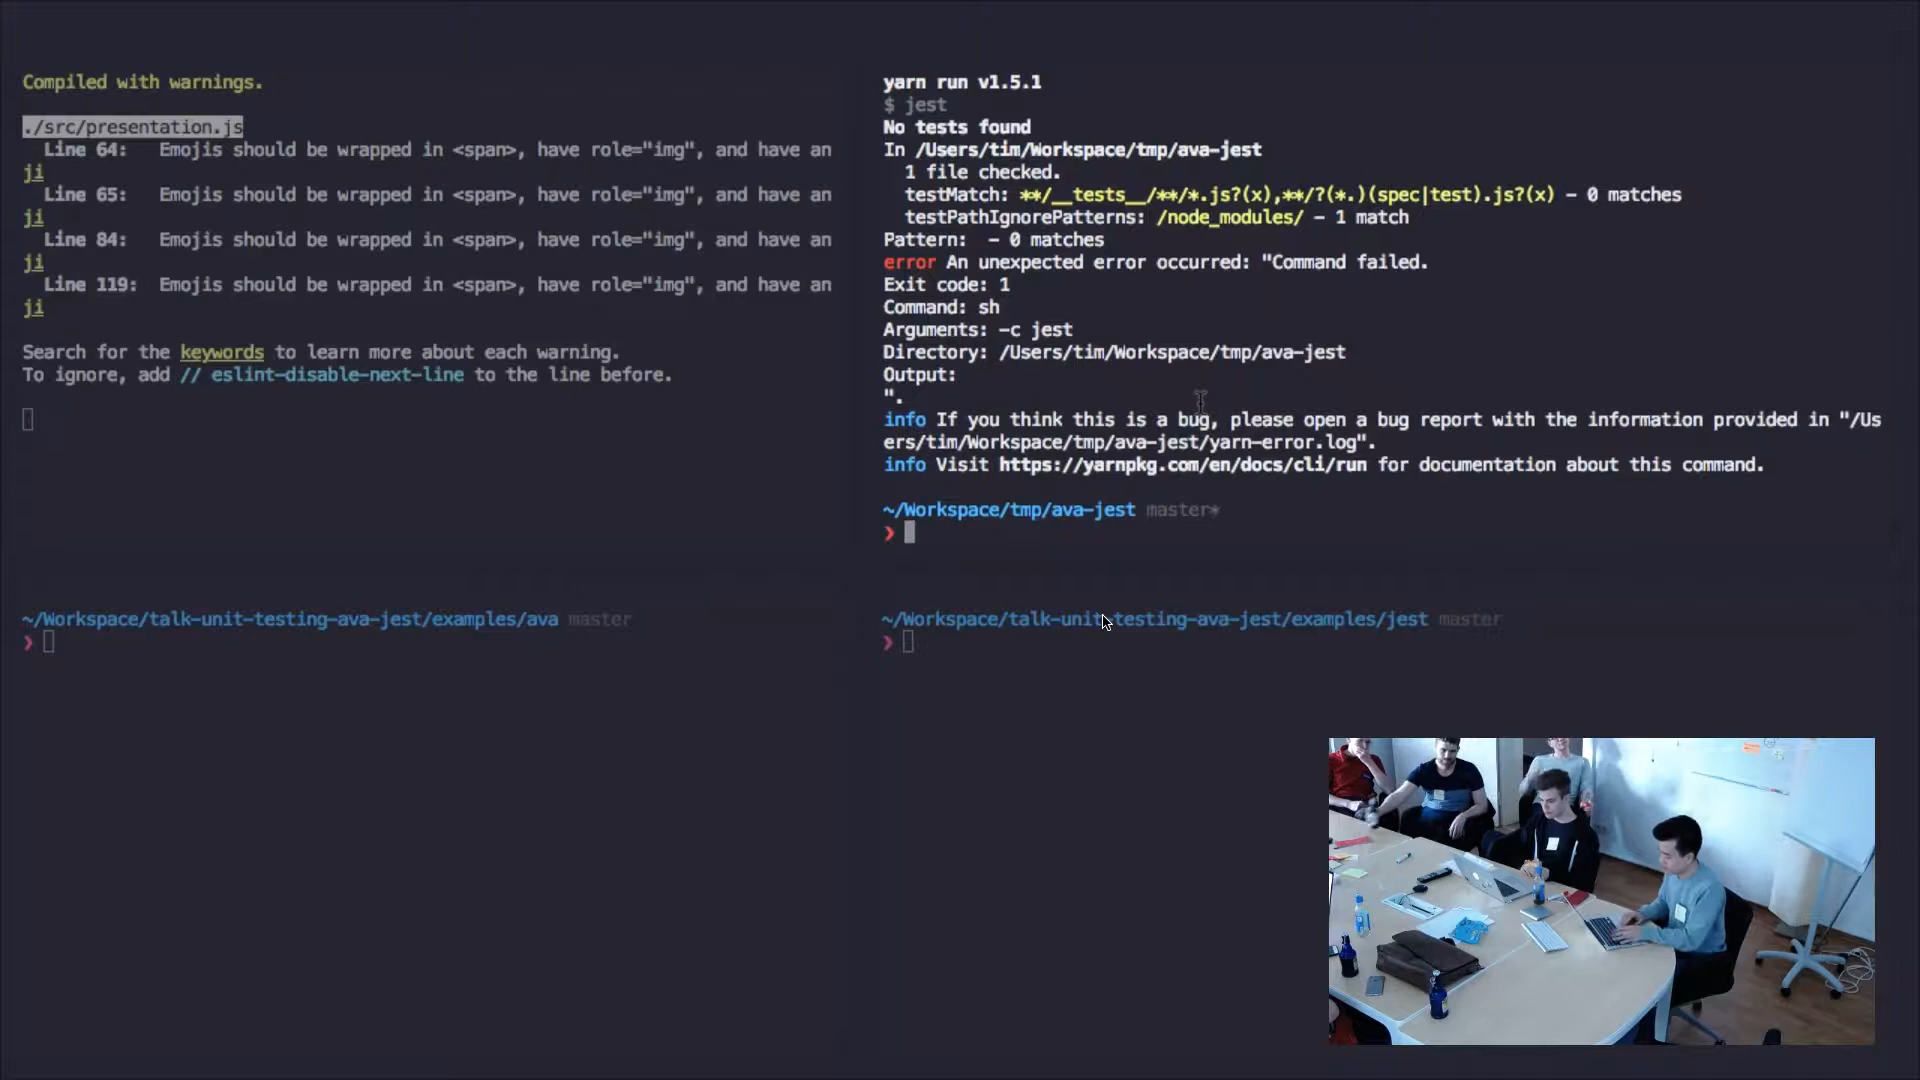 Compiled with warnings.
./src/presentation.js
Line 64: Emojis should be wrapped in <span>, have role="img", and have an
ji
Line 65: Emojis should be wrapped in <span>, have role="img", and have an
ji
Line 84: Emojis should be wrapped in <span>, have role="img", and have an
ji
Line 119: Emojis should be wrapped in <span>, have role="img", and have an
ji
Search for the keywords to learn more about each warning.
To ignore, add // eslint-disable-next-line to the line before.
yarn run v1.5.1
$ jest
No tests found
In /Users/tim/Workspace/tmp/ava-jest
1 file checked.
testMatch: **/__tests__/**/*.js?(x),**/?(*.)(spec|test).js?(x) - 0 matches
testPathIgnorePatterns: /node_modules/ - 1 match
Pattern:  - 0 matches
error An unexpected error occurred: "Command failed.
Exit code: 1
Command: sh
Arguments: -c jest
Directory: /Users/tim/Workspace/tmp/ava-jest
Output:
".
info If you think this is a bug, please open a bug report with the information provided in "/Us
ers/tim/Workspace/tmp/ava-jest/yarn-error.log".
info Visit https://yarnpkg.com/en/docs/cli/run for documentation about this command.
~/Workspace/tmp/ava-jest master*
❯
~/Workspace/talk-unit-testing-ava-jest/examples/ava master
❯
~/Workspace/talk-unit-testing-ava-jest/examples/jest master
❯